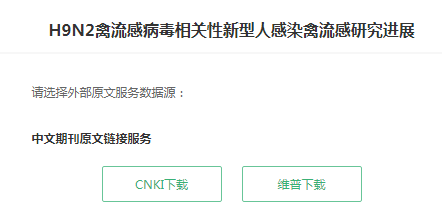 H9N2禽流感病毒相关性新型人感染禽流感研究进展
请选择外部原文服务数据源：
中文期刊原文链接服务
CNKI下载 维普下载